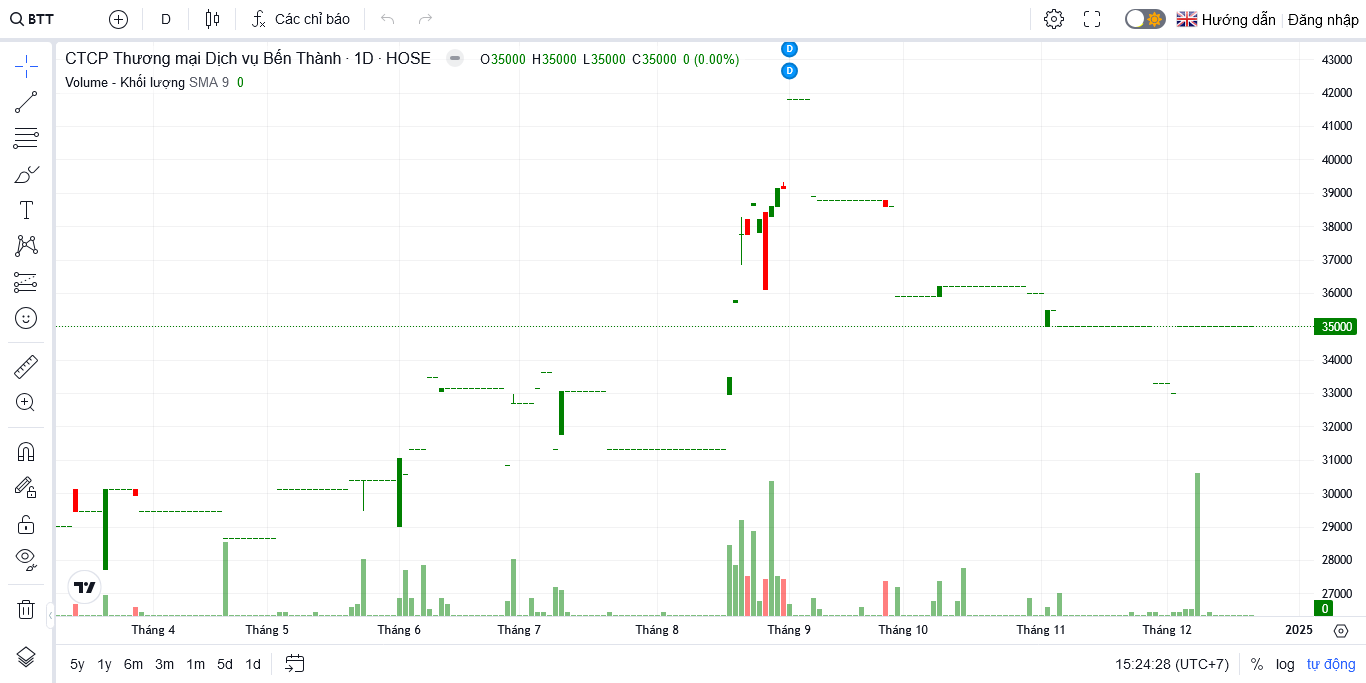 BTT D Các chỉ báo Hướng dẫn Đăng nhập
CTCP Thương mại Dịch vụ Bến Thành · 1D · HOSE O35000 H35000 L35000 C35000 0 (0.00%)
Volume - Khối lượng SMA 9 0
D
D
43000
42000
41000
40000
39000
38000
37000
36000
35000
34000
33000
32000
31000
30000
29000
28000
27000
0
Tháng 4 Tháng 5 Tháng 6 Tháng 7 Tháng 8 Tháng 9 Tháng 10 Tháng 11 Tháng 12 2025
5y 1y 6m 3m 1m 5d 1d 15:24:28 (UTC+7) % log tự động